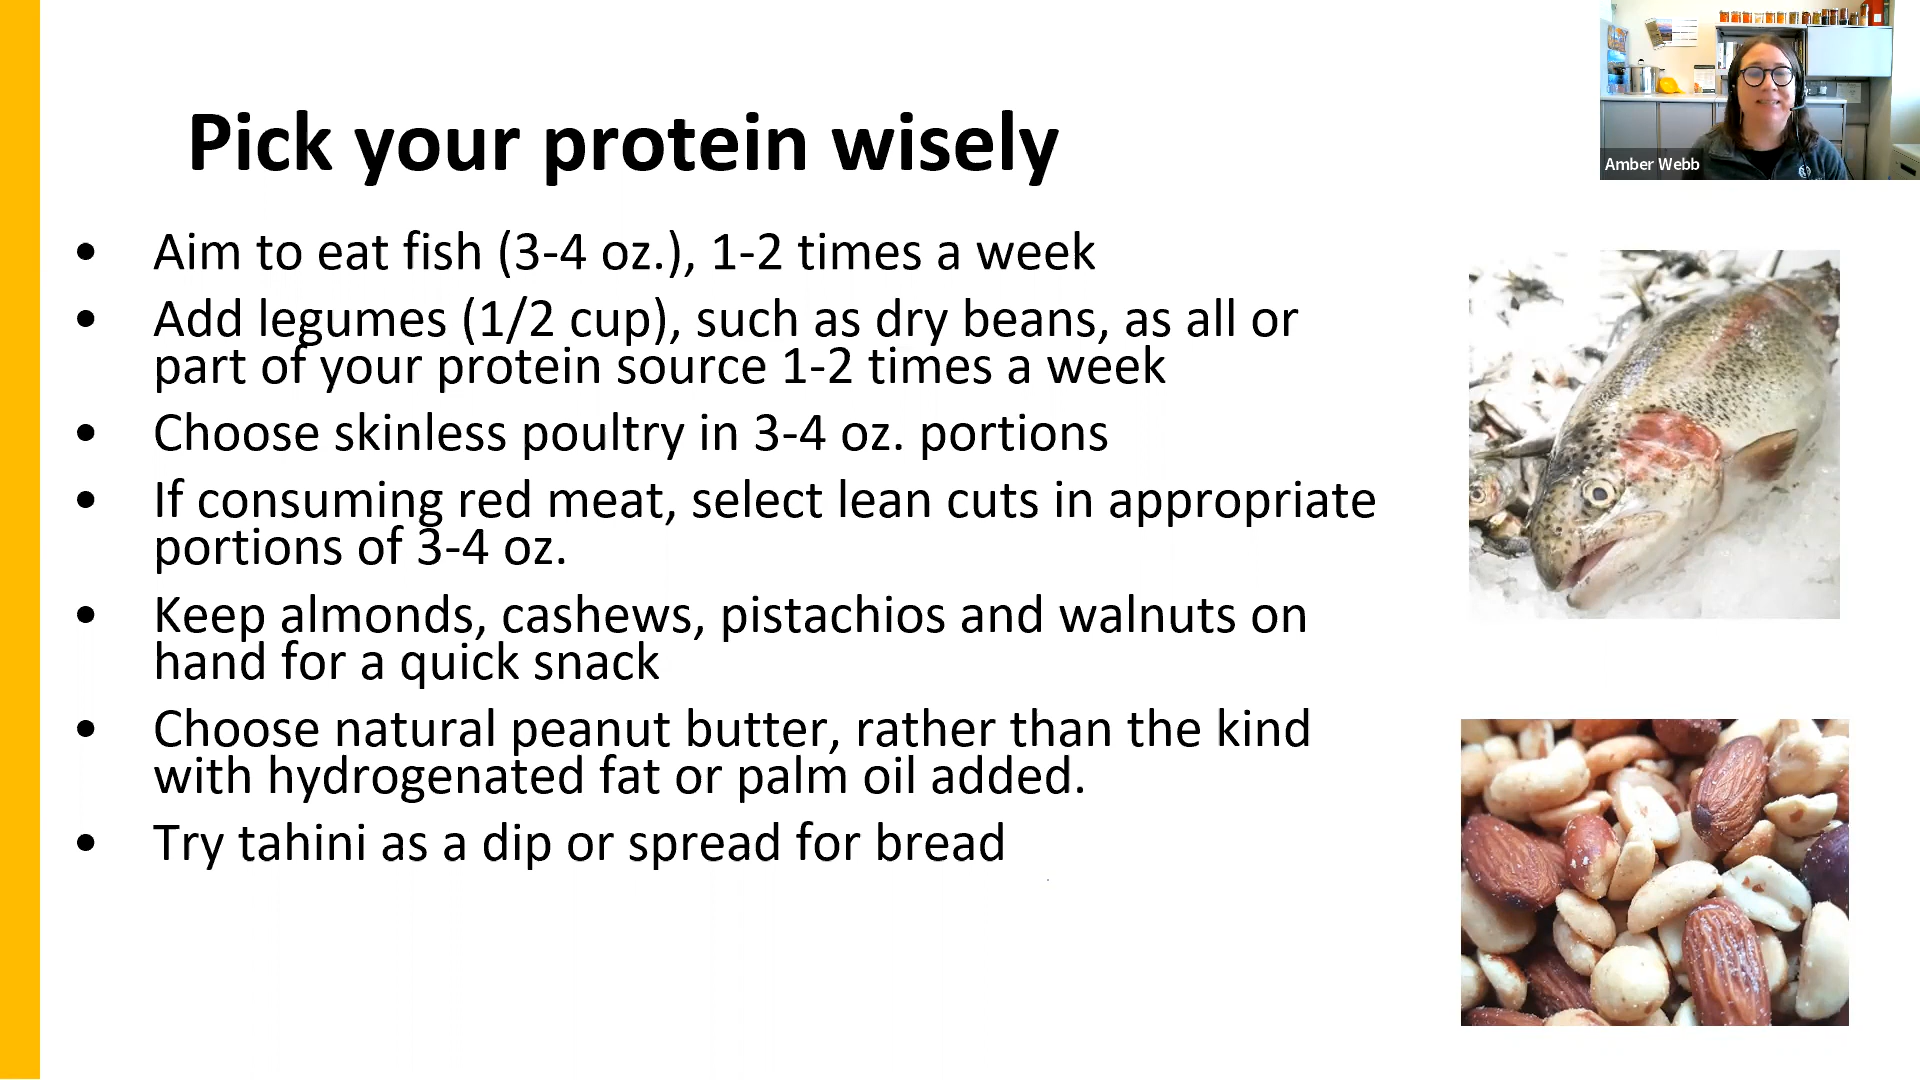 Pick your protein wisely
Amber Webb
• Aim to eat fish (3-4 oz.), 1-2 times a week
• Add legumes (1/2 cup), such as dry beans, as all or
part of your protein source 1-2 times a week
• Choose skinless poultry in 3-4 oz. portions
• If consuming red meat, select lean cuts in appropriate
portions of 3-4 oz.
• Keep almonds, cashews, pistachios and walnuts on
hand for a quick snack
• Choose natural peanut butter, rather than the kind
with hydrogenated fat or palm oil added.
• Try tahini as a dip or spread for bread